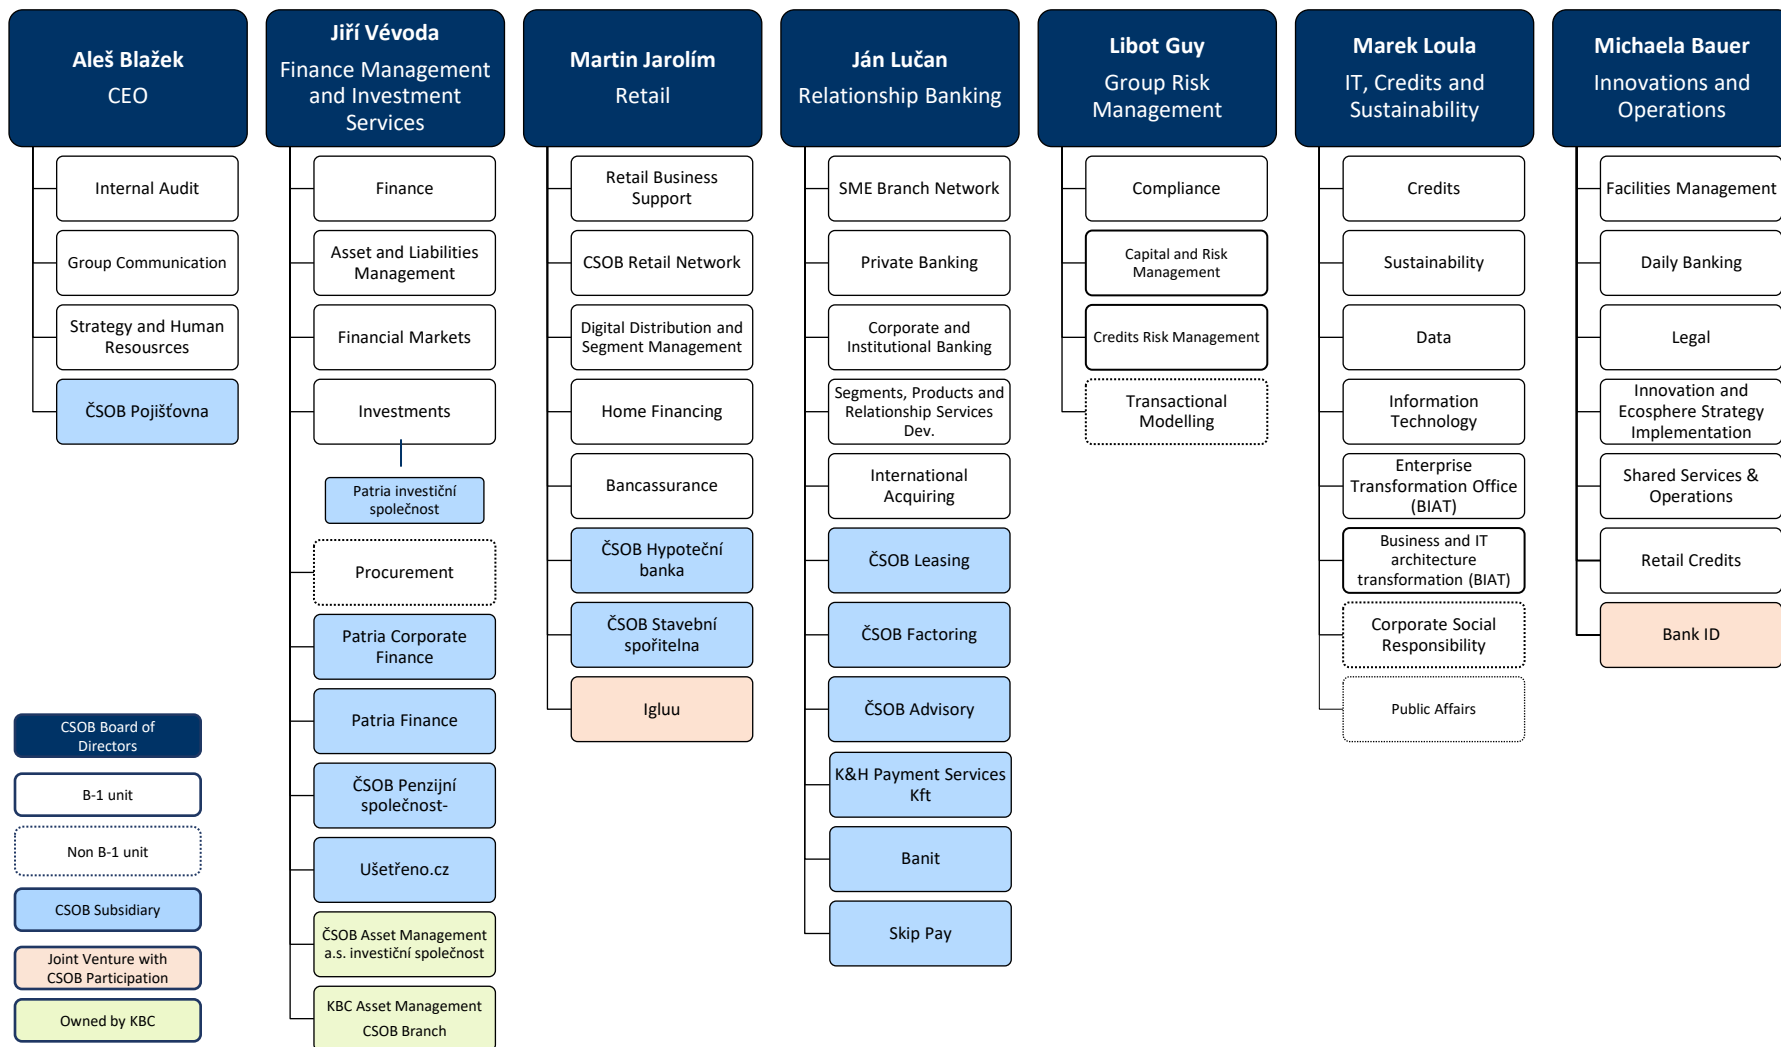 Aleš Blažek
CEO
Internal Audit
Group Communication
Strategy and Human
Resousrces
ČSOB Pojišťovna
Jiří Vévoda
Finance Management
and Investment
Services
Finance
Asset and Liabilities
Management
Financial Markets
Investments
Patria investiční
společnost
Procurement
Patria Corporate
Finance
Patria Finance
ČSOB Penzijní
společnost-
Ušetřeno.cz
ČSOB Asset Management
a.s. investiční společnost
KBC Asset Management
CSOB Branch
Martin Jarolím
Retail
Retail Business
Support
CSOB Retail Network
Digital Distribution and
Segment Management
Home Financing
Bancassurance
ČSOB Hypoteční
banka
ČSOB Stavební
spořitelna
Igluu
Ján Lučan
Relationship Banking
SME Branch Network
Private Banking
Corporate and
Institutional Banking
Segments, Products and
Relationship Services
Dev.
International
Acquiring
ČSOB Leasing
ČSOB Factoring
ČSOB Advisory
K&H Payment Services
Kft
Banit
Skip Pay
Libot Guy
Group Risk
Management
Compliance
Capital and Risk
Management
Credits Risk Management
Transactional
Modelling
Marek Loula
IT, Credits and
Sustainability
Credits
Sustainability
Data
Information
Technology
Enterprise
Transformation Office
(BIAT)
Business and IT
architecture
transformation (BIAT)
Corporate Social
Responsibility
Public Affairs
Michaela Bauer
Innovations and
Operations
Facilities Management
Daily Banking
Legal
Innovation and
Ecosphere Strategy
Implementation
Shared Services &
Operations
Retail Credits
Bank ID
CSOB Board of
Directors
B-1 unit
Non B-1 unit
CSOB Subsidiary
Joint Venture with
CSOB Participation
Owned by KBC